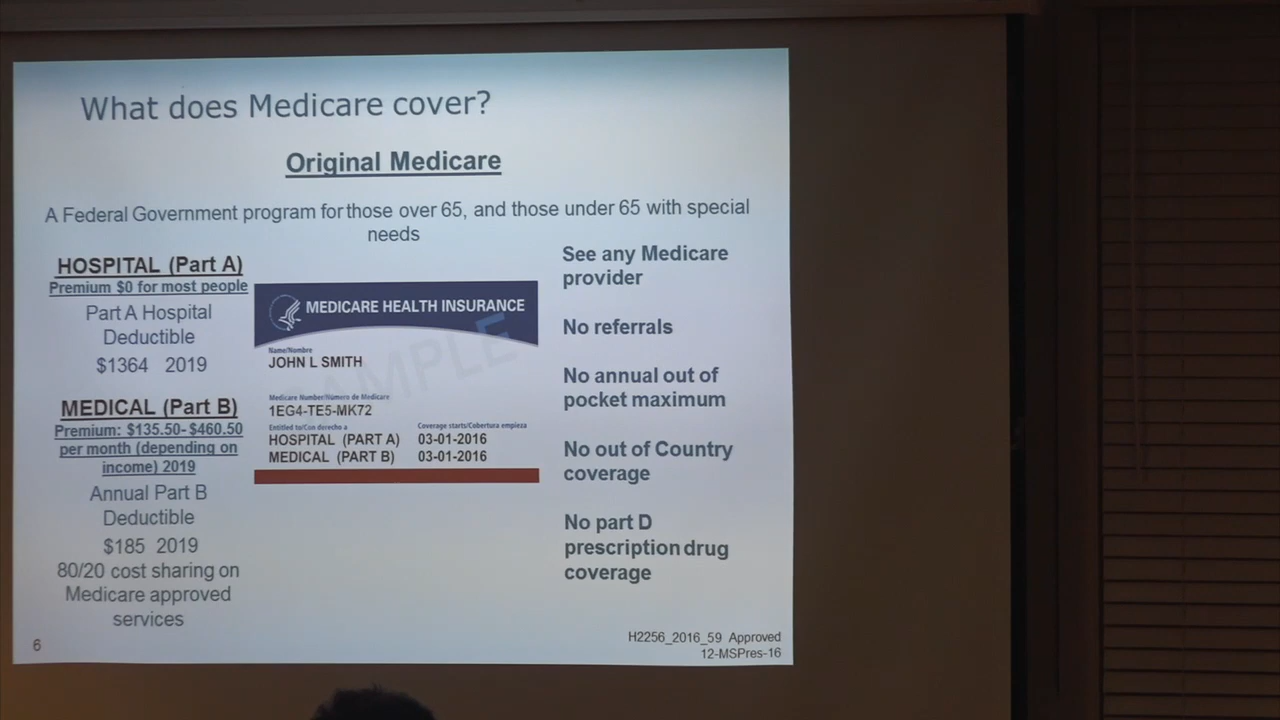 What does Medicare cover?
Original Medicare
A Federal Government program for those over 65, and those under 65 with special
needs
HOSPITAL (Part A)
Premium $0 for most people
Part A Hospital
Deductible
$1364 2019
MEDICAL (Part B)
Premium: $135.50-$460.50
per month (depending on
income) 2019
Annual Part B
Deductible
$185 2019
80/20 cost sharing on
Medicare approved
services
MEDICARE HEALTH INSURANCE
SAMPLE
Name/Nombre
JOHN L SMITH
Medicare Number/Número de Medicare
1EG4-TE5-MK72
Entitled to/Con derecho a
Coverage starts/Cobertura empieza
HOSPITAL (PART A) 03-01-2016
MEDICAL (PART B) 03-01-2016
See any Medicare
provider
No referrals
No annual out of
pocket maximum
No out of Country
coverage
No part D
prescription drug
coverage
6
H2256_2016_59 Approved
12-MSPres-16